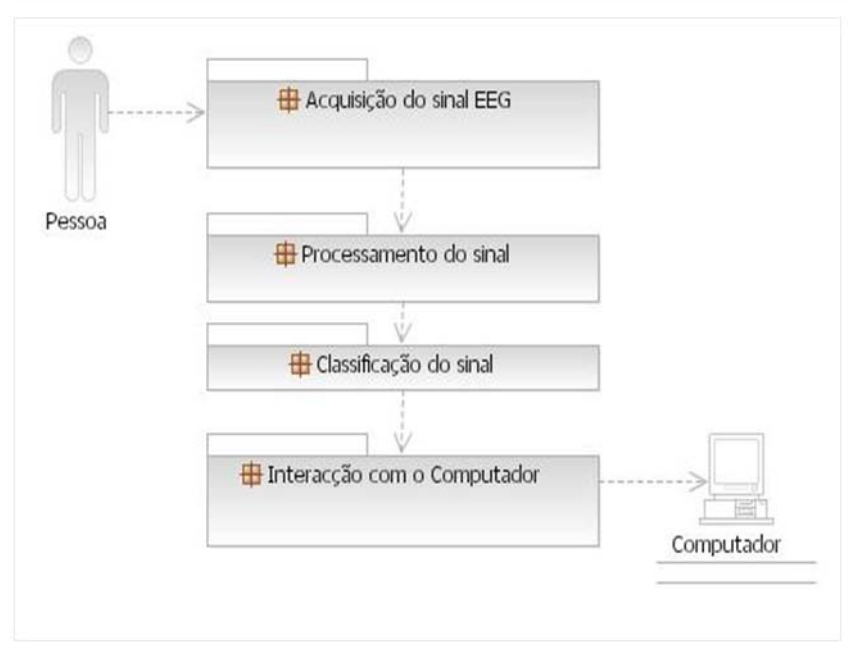 Acquisição do sinal EEG
Pessoa
Processamento do sinal
Classificação do sinal
Interacção com o Computador
Computador